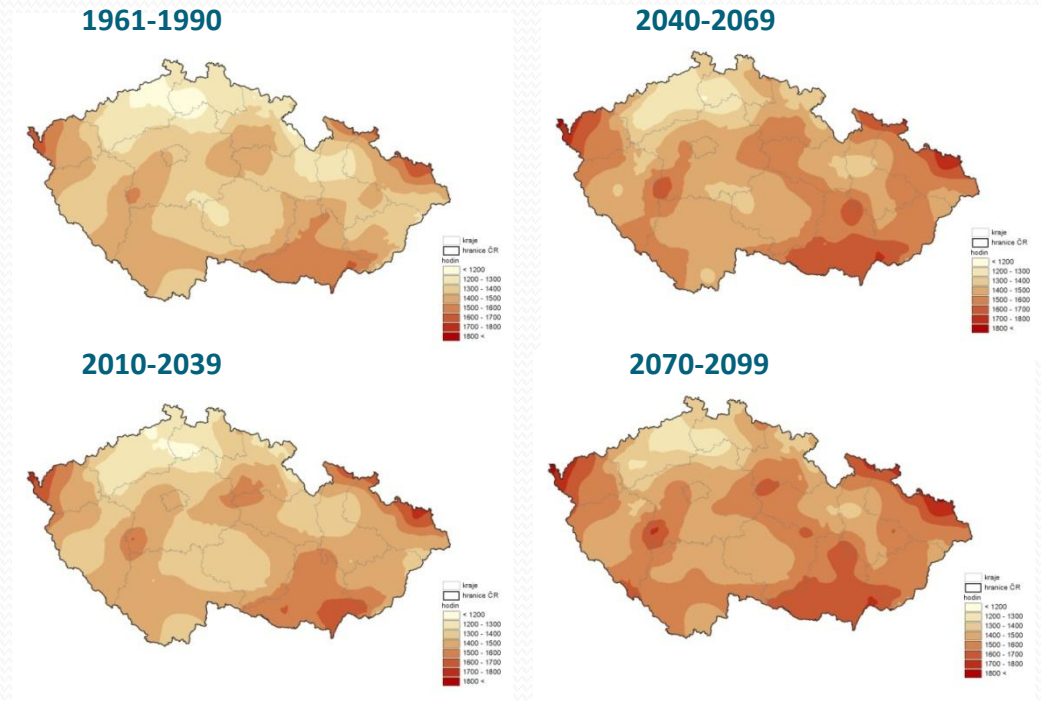 1961-1990
kraje
hranice ČR
hodin
< 1200
1200 - 1300
1300 - 1400
1400 - 1500
1500 - 1600
1600 - 1700
1700 - 1800
1800 <
2040-2069
kraje
hranice ČR
hodin
< 1200
1200 - 1300
1300 - 1400
1400 - 1500
1500 - 1600
1600 - 1700
1700 - 1800
1800 <
2010-2039
kraje
hranice ČR
hodin
< 1200
1200 - 1300
1300 - 1400
1400 - 1500
1500 - 1600
1600 - 1700
1700 - 1800
1800 <
2070-2099
kraje
hranice ČR
hodin
< 1200
1200 - 1300
1300 - 1400
1400 - 1500
1500 - 1600
1600 - 1700
1700 - 1800
1800 <